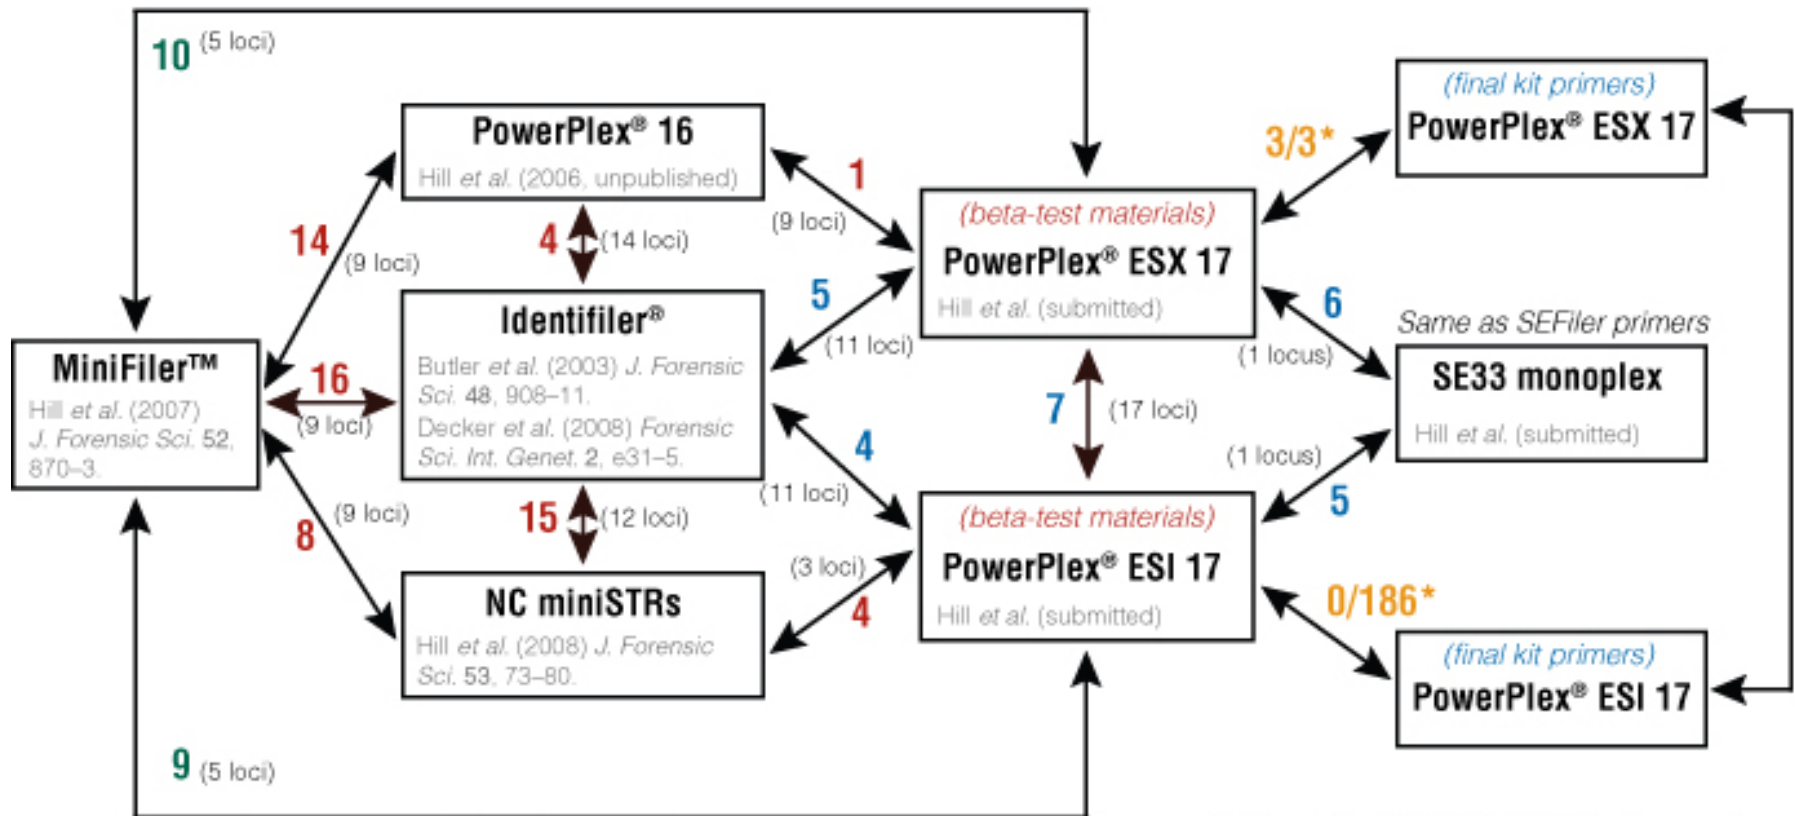 10 (5 loci)
PowerPlex® 16
Hill et al. (2006, unpublished)
14
(9 loci)
4 (14 loci)
1
(9 loci)
Identifiler®
Butler et al. (2003) J. Forensic
Sci. 48, 908–11.
Decker et al. (2008) Forensic
Sci. Int. Genet. 2, e31–5.
MiniFiler™
Hill et al. (2007)
J. Forensic Sci. 52,
870–3.
16
(9 loci)
8
(9 loci)
15 (12 loci)
NC miniSTRs
Hill et al. (2008) J. Forensic
Sci. 53, 73–80.
9 (5 loci)
5
(11 loci)
4
(11 loci)
(3 loci)
4
(beta-test materials)
PowerPlex® ESX 17
Hill et al. (submitted)
7 (17 loci)
(beta-test materials)
PowerPlex® ESI 17
Hill et al. (submitted)
3/3*
(final kit primers)
PowerPlex® ESX 17
6
(1 locus)
Same as SEFiler primers
SE33 monoplex
Hill et al. (submitted)
(1 locus)
5
0/186*
(final kit primers)
PowerPlex® ESI 17